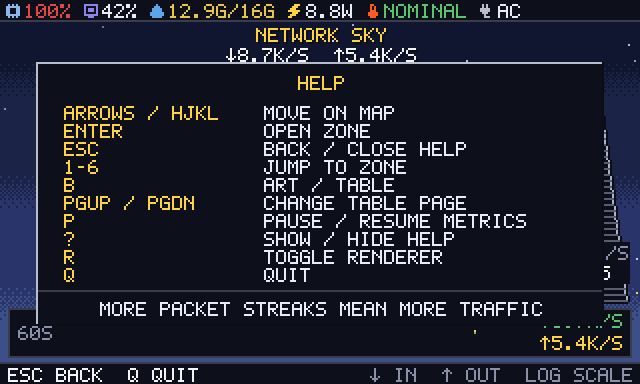 100% 42% 12.9G/16G 8.8W NOMINAL AC
NETWORK SKY
↓8.7K/S ↑5.4K/S
HELP
ARROWS / HJKL MOVE ON MAP
ENTER OPEN ZONE
ESC BACK / CLOSE HELP
1-6 JUMP TO ZONE
B ART / TABLE
PGUP / PGDN CHANGE TABLE PAGE
P PAUSE / RESUME METRICS
? SHOW / HIDE HELP
R TOGGLE RENDERER
Q QUIT
MORE PACKET STREAKS MEAN MORE TRAFFIC
60S
↑5.4K/S
ESC BACK Q QUIT ↓ IN ↑ OUT LOG SCALE